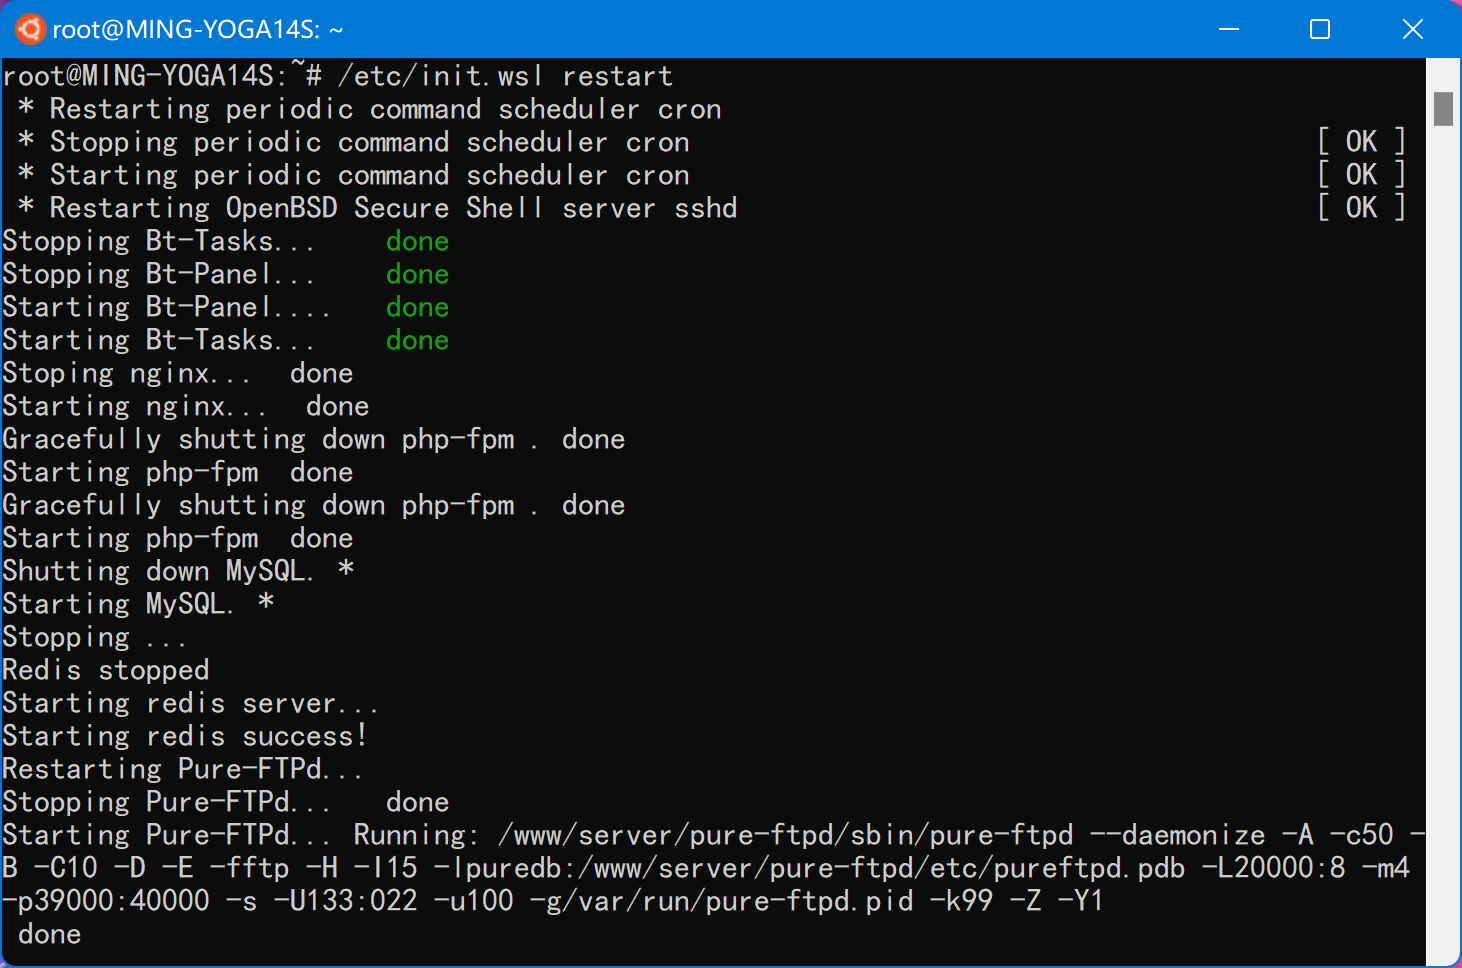 root@MING-YOGA14S: ~
root@MING-YOGA14S:~# /etc/init.wsl restart
 * Restarting periodic command scheduler cron
 * Stopping periodic command scheduler cron [ OK ]
 * Starting periodic command scheduler cron [ OK ]
 * Restarting OpenBSD Secure Shell server sshd [ OK ]
Stopping Bt-Tasks... done
Stopping Bt-Panel... done
Starting Bt-Panel.... done
Starting Bt-Tasks... done
Stoping nginx... done
Starting nginx... done
Gracefully shutting down php-fpm . done
Starting php-fpm done
Gracefully shutting down php-fpm . done
Starting php-fpm done
Shutting down MySQL. *
Starting MySQL. *
Stopping ...
Redis stopped
Starting redis server...
Starting redis success!
Restarting Pure-FTPd...
Stopping Pure-FTPd... done
Starting Pure-FTPd... Running: /www/server/pure-ftpd/sbin/pure-ftpd --daemonize -A -c50 -
B -C10 -D -E -fftp -H -I15 -lpuredb:/www/server/pure-ftpd/etc/pureftpd.pdb -L20000:8 -m4
-p39000:40000 -s -U133:022 -u100 -g/var/run/pure-ftpd.pid -k99 -Z -Y1
 done